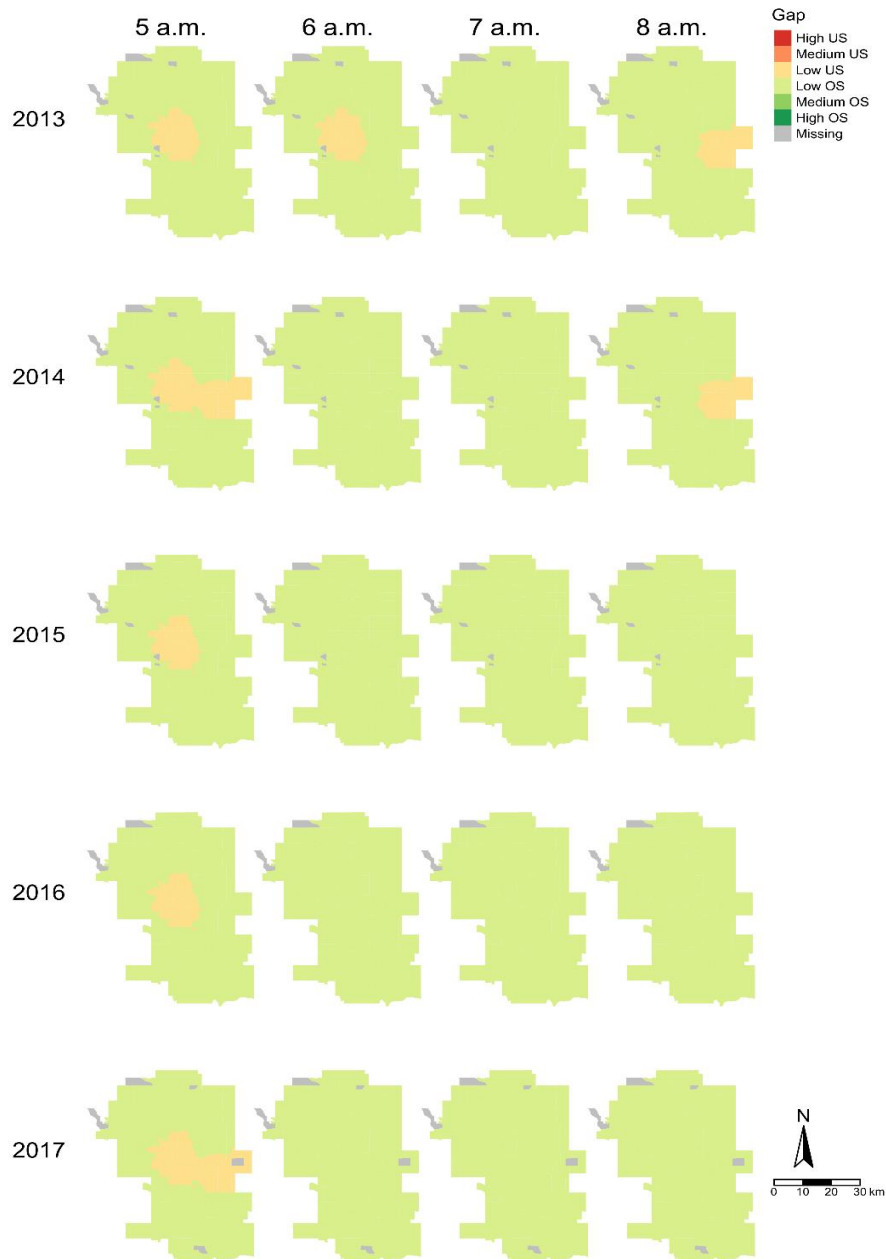 5 a.m. 6 a.m. 7 a.m. 8 a.m.
Gap
High US
Medium US
Low US
Low OS
Medium OS
High OS
Missing
2013
2014
2015
2016
2017
N
0 10 20 30 km